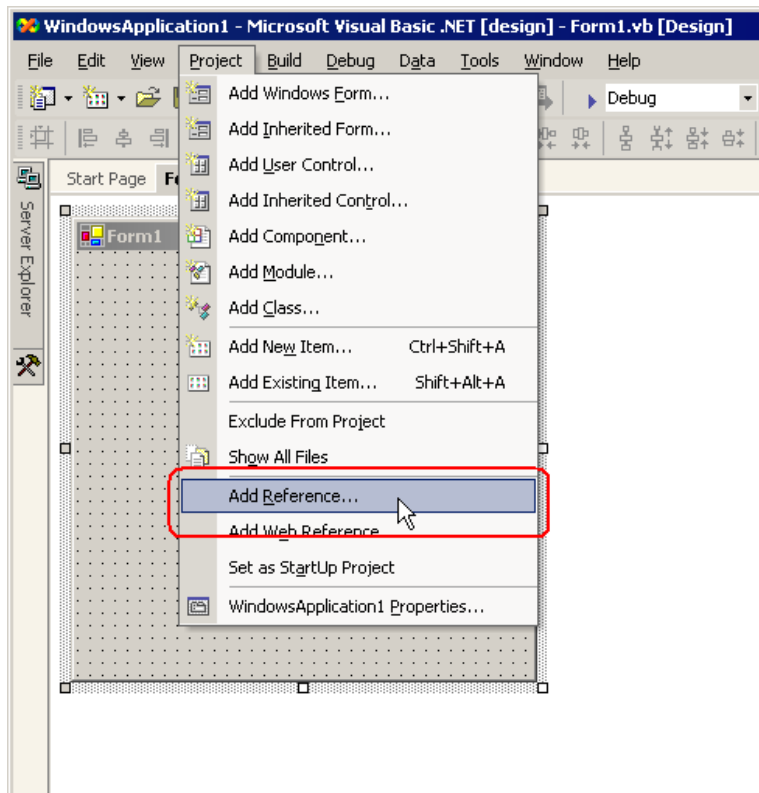 WindowsApplication1 - Microsoft Visual Basic .NET [design] - Form1.vb [Design]
File Edit View Project Build Debug Data Tools Window Help
Debug
Start Page
Server Explorer
Form1
Add Windows Form...
Add Inherited Form...
Add User Control...
Add Inherited Control...
Add Component...
Add Module...
Add Class...
Add New Item... Ctrl+Shift+A
Add Existing Item... Shift+Alt+A
Exclude From Project
Show All Files
Add Reference...
Add Web Reference
Set as StartUp Project
WindowsApplication1 Properties...